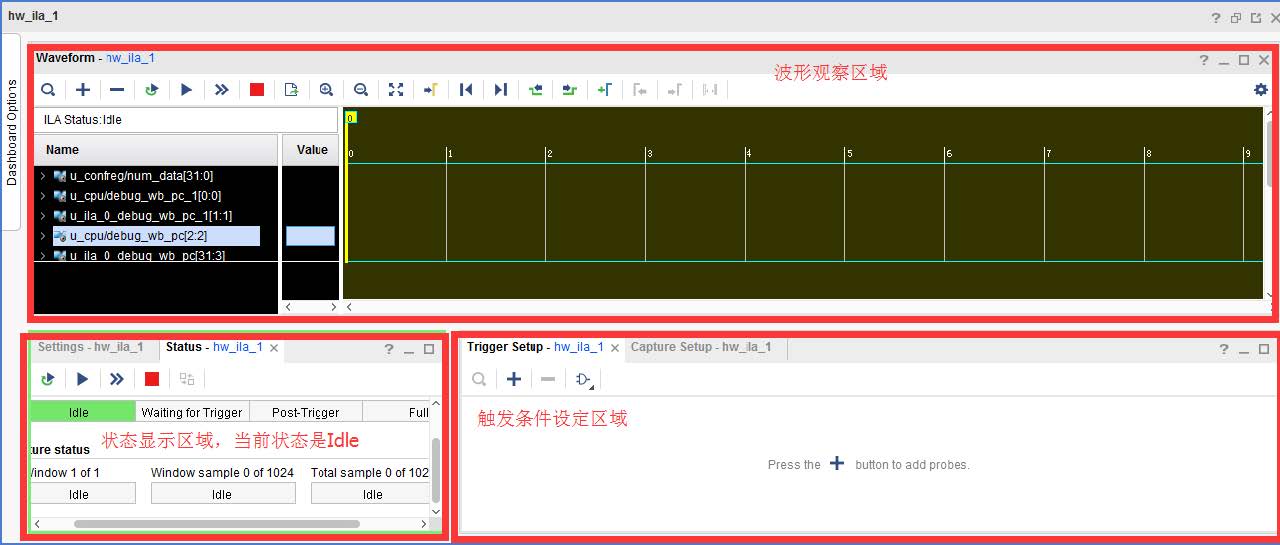 hw_ila_1
Dashboard Options
Waveform - hw_ila_1
波形观察区域
ILA Status:Idle
Name Value
u_confreg/num_data[31:0]
u_cpu/debug_wb_pc_1[0:0]
u_ila_0_debug_wb_pc_1[1:1]
u_cpu/debug_wb_pc[2:2]
u_ila_0_debug_wb_pc[31:3]
0
0 1 2 3 4 5 6 7 8 9
Settings - hw_ila_1 Status - hw_ila_1
Idle Waiting for Trigger Post-Trigger Full
状态显示区域，当前状态是Idle
ture status
Window 1 of 1 Window sample 0 of 1024 Total sample 0 of 102
Idle Idle Idle
Trigger Setup - hw_ila_1 Capture Setup - hw_ila_1
触发条件设定区域
Press the + button to add probes.